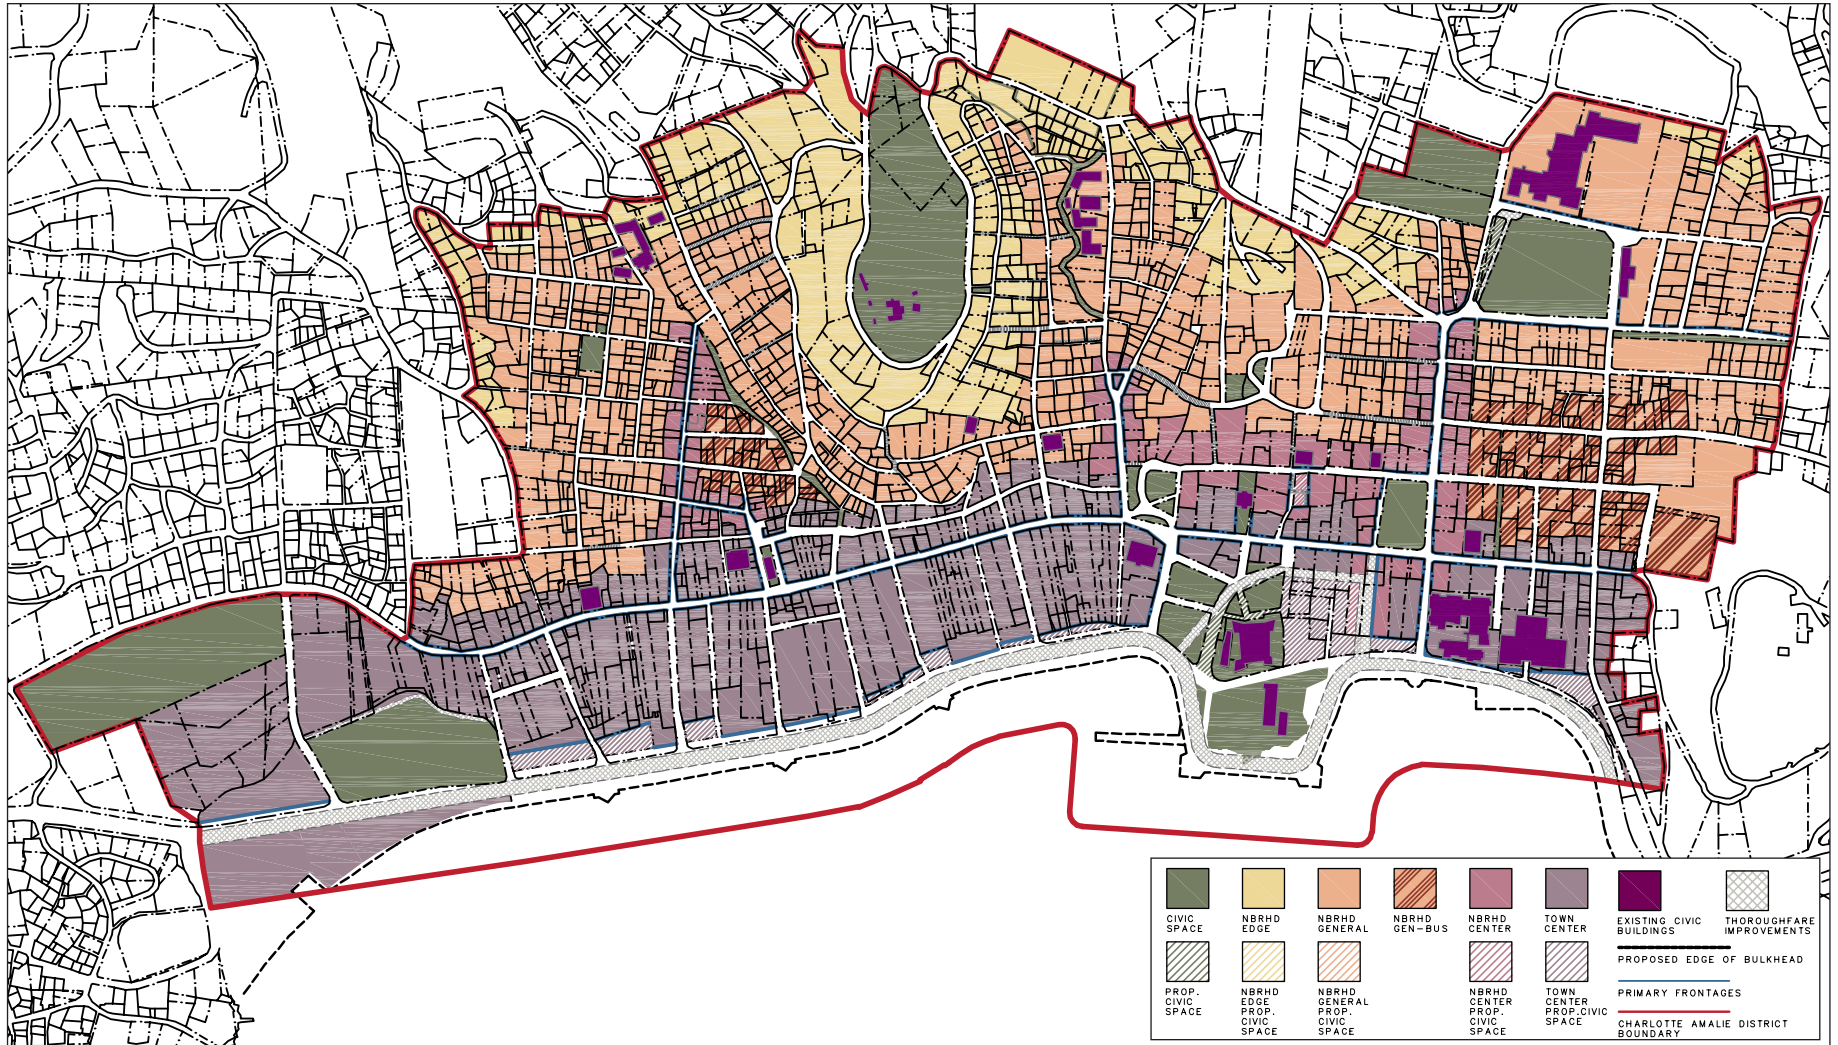 CIVIC
SPACE
NBRHD
EDGE
NBRHD
GENERAL
NBRHD
GEN-BUS
NBRHD
CENTER
TOWN
CENTER
EXISTING CIVIC
BUILDINGS
THOROUGHFARE
IMPROVEMENTS
PROP.
CIVIC
SPACE
NBRHD
EDGE
PROP.
CIVIC
SPACE
NBRHD
GENERAL
PROP.
CIVIC
SPACE
NBRHD
CENTER
PROP.
CIVIC
SPACE
TOWN
CENTER
PROP.CIVIC
SPACE
PROPOSED EDGE OF BULKHEAD
PRIMARY FRONTAGES
CHARLOTTE AMALIE DISTRICT
BOUNDARY